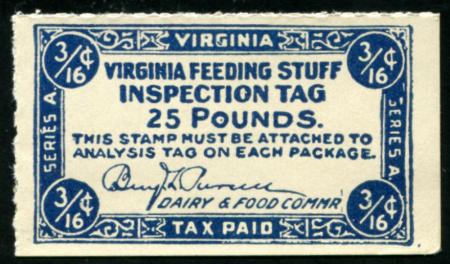 VIRGINIA
3/16¢
3/16¢
VIRGINIA FEEDING STUFF
INSPECTION TAG
25 POUNDS.
THIS STAMP MUST BE ATTACHED TO
ANALYSIS TAG ON EACH PACKAGE.
SERIES A.
SERIES A.
DAIRY & FOOD COMMR
3/16¢
3/16¢
TAX PAID